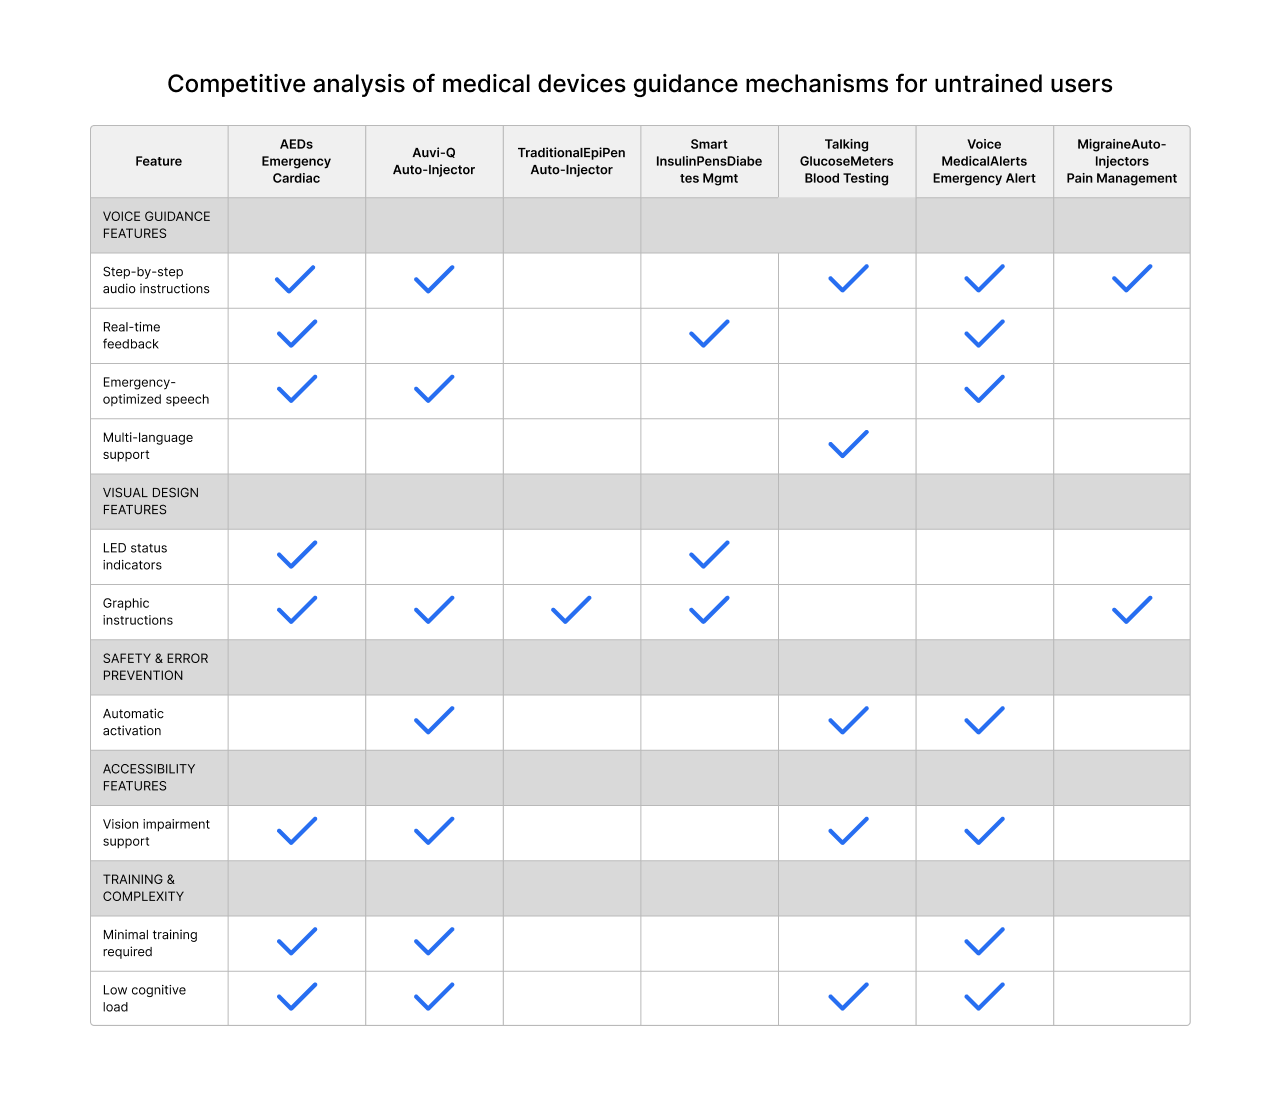 Competitive analysis of medical devices guidance mechanisms for untrained users
Feature
AEDs
Emergency
Cardiac
Auvi-Q
Auto-Injector
TraditionalEpiPen
Auto-Injector
Smart
InsulinPensDiabe
tes Mgmt
Talking
GlucoseMeters
Blood Testing
Voice
MedicalAlerts
Emergency Alert
MigraineAuto-
Injectors
Pain Management
VOICE GUIDANCE
FEATURES
Step-by-step
audio instructions
Real-time
feedback
Emergency-
optimized speech
Multi-language
support
VISUAL DESIGN
FEATURES
LED status
indicators
Graphic
instructions
SAFETY & ERROR
PREVENTION
Automatic
activation
ACCESSIBILITY
FEATURES
Vision impairment
support
TRAINING &
COMPLEXITY
Minimal training
required
Low cognitive
load